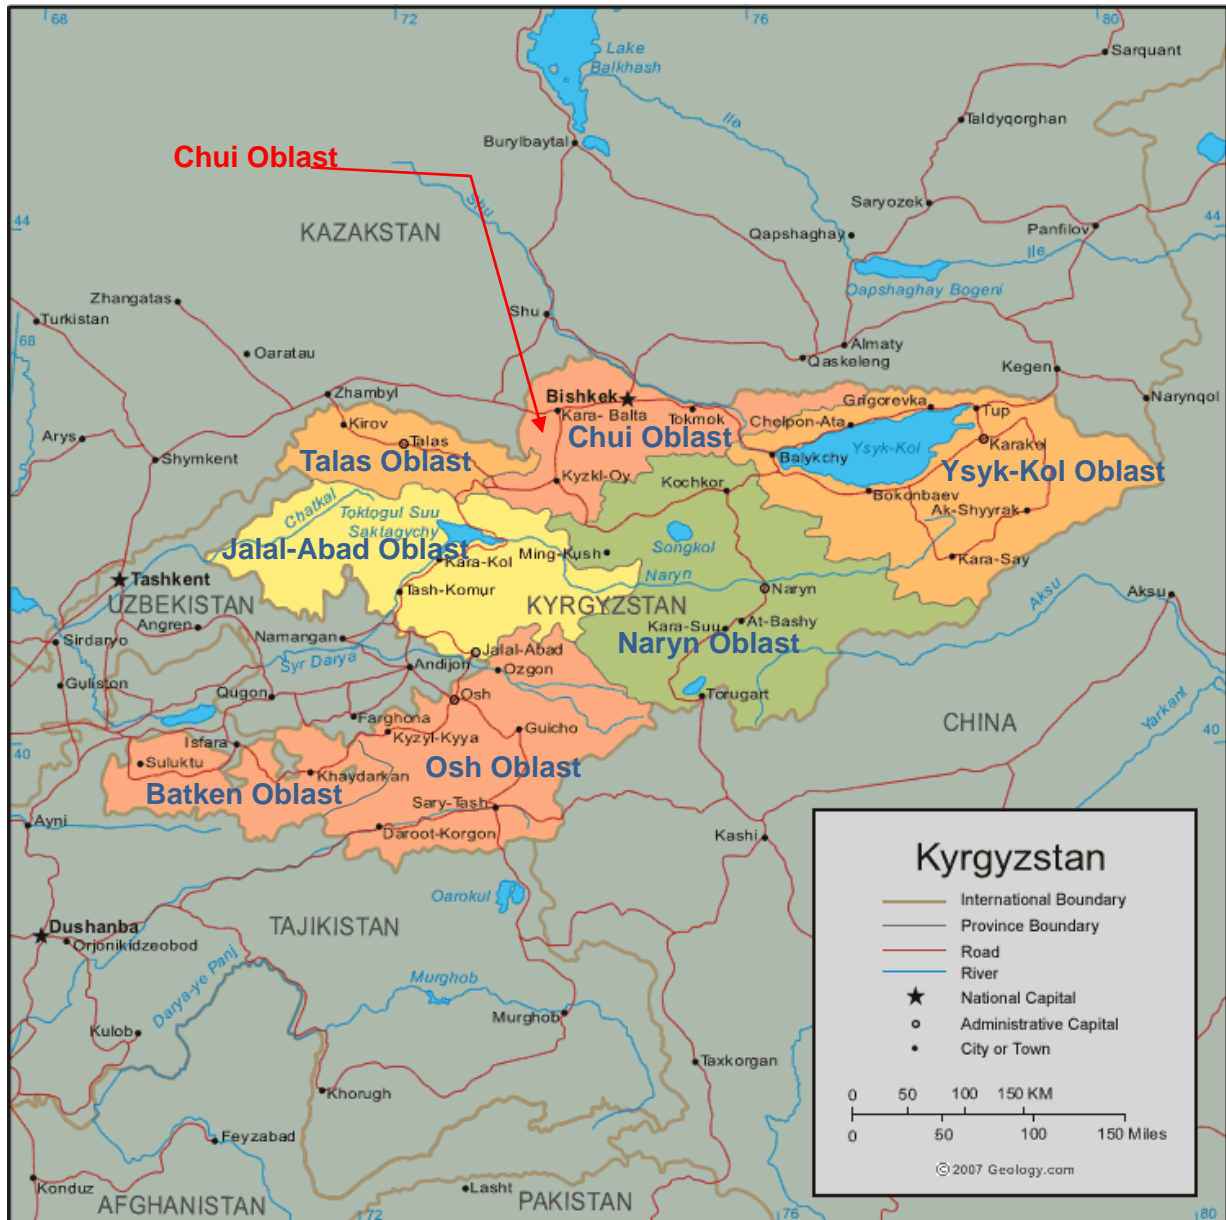 68
72
76
80
Lake
Balkhash
Sarquant
Ile
Taldyqorghan
Burylbaytal
Chui Oblast
Shu
Saryozek
44
KAZAKSTAN
Qapshaghay
Panfilov
44
Ile
Oapshaghay Bogeni
Zhangatas
Turkistan
Shu
68
Oaratau
Almaty
Qaskeleng
Kegen
Zhambyl
Bishkek
Narynqol
Kirov
Kara- Balta
Tokmok
Grigorevka
Tup
Chelpon-Ata
Arys
Talas
Chui Oblast
Ysyk-Kol
Karakol
Shymkent
Talas Oblast
Balykchy
Ysyk-Kol Oblast
Kyzkl-Oy
Kochkor
Bokonbaev
Chatkal
Toktogul Suu
Saktagychy
Ak-Shyyrak
Jalal-Abad Oblast
Ming-Kush
Songkol
Kara-Kol
Kara-Say
Tashkent
Naryn
UZBEKISTAN
Tash-Komur
KYRGYZSTAN
Naryn
Aksu
Aksu
Angren
Kara-Suu
At-Bashy
Sirdaryo
Namangan
Naryn Oblast
Jalal-Abad
Syr Darya
Andijon
Ozgon
Guliston
Qugon
Osh
Torugart
Farghona
Guicho
CHINA
Yarkant
Isfara
Kyzyl-Kyya
40
40
Suluktu
Khaydarkan
Osh Oblast
Batken Oblast
Sary-Tash
Ayni
Daroot-Korgon
Kashi
Oarokul
Dushanba
TAJIKISTAN
Orjonikidzeobod
Darya-ye Panj
Murghob
Kulob
Murghob
Taxkorgan
Khorugh
Feyzabad
Konduz
Lasht
AFGHANISTAN
PAKISTAN
72
76
80
Kyrgyzstan
International Boundary
Province Boundary
Road
River
National Capital
Administrative Capital
City or Town
0 50 100 150 KM
0 50 100 150 Miles
© 2007 Geology.com